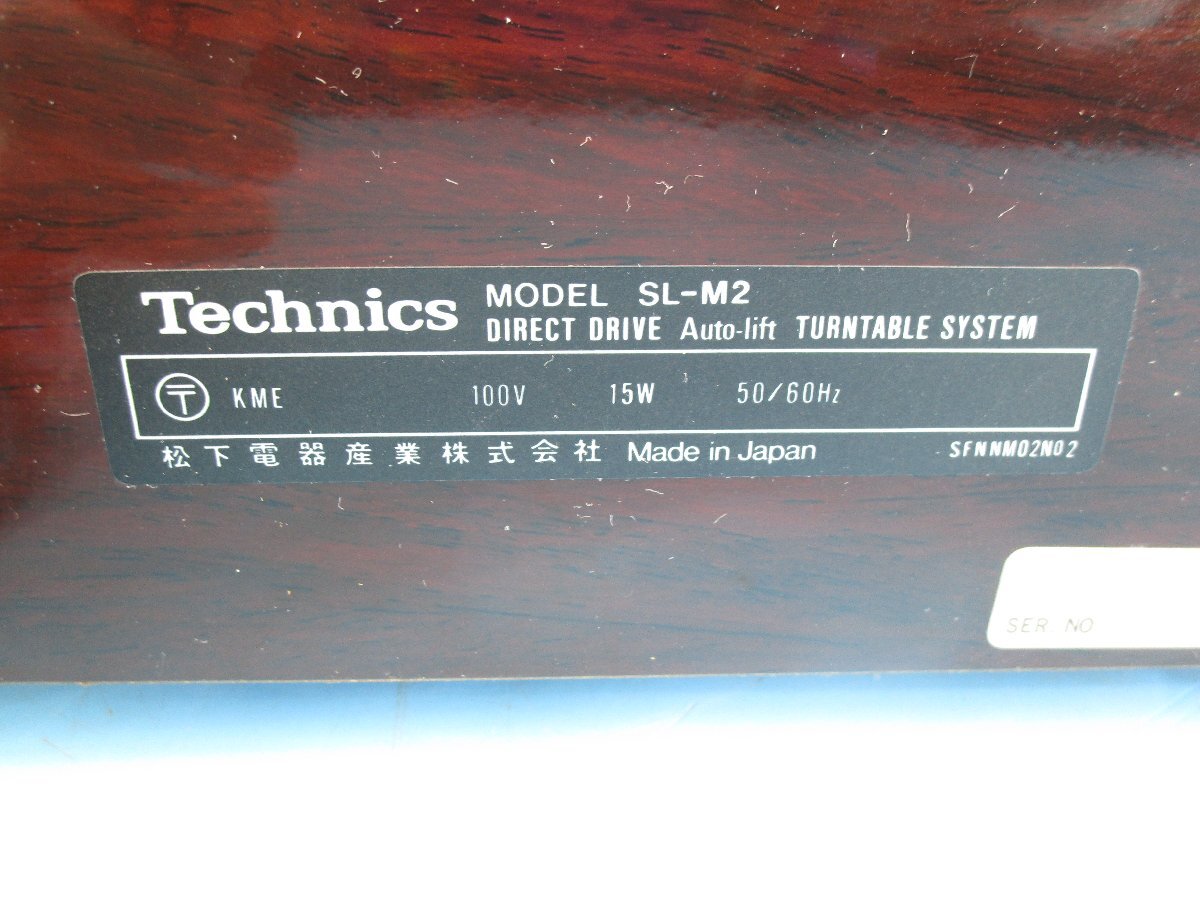 Technics MODEL SL-M2
DIRECT DRIVE Auto-lift TURNTABLE SYSTEM
〒 KME 100V 15W 50/60Hz
松下電器産業株式会社 Made in Japan SFNNM02N02
SER. NO